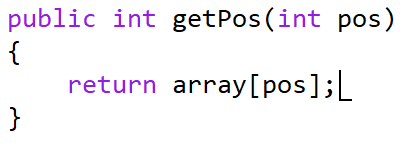 public int getPos(int pos)
{
    return array[pos];
}